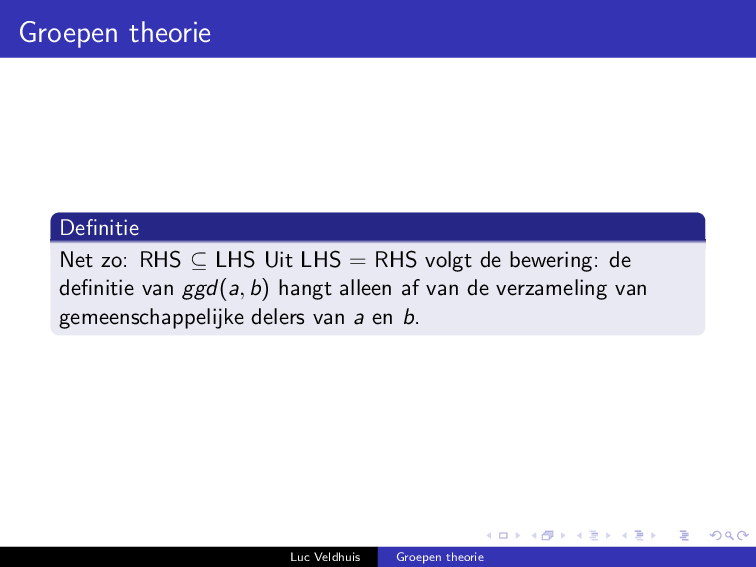 Groepen theorie
Definitie
Net zo: RHS ⊆ LHS Uit LHS = RHS volgt de bewering: de
definitie van ggd(a, b) hangt alleen af van de verzameling van
gemeenschappelijke delers van a en b.
Luc Veldhuis Groepen theorie